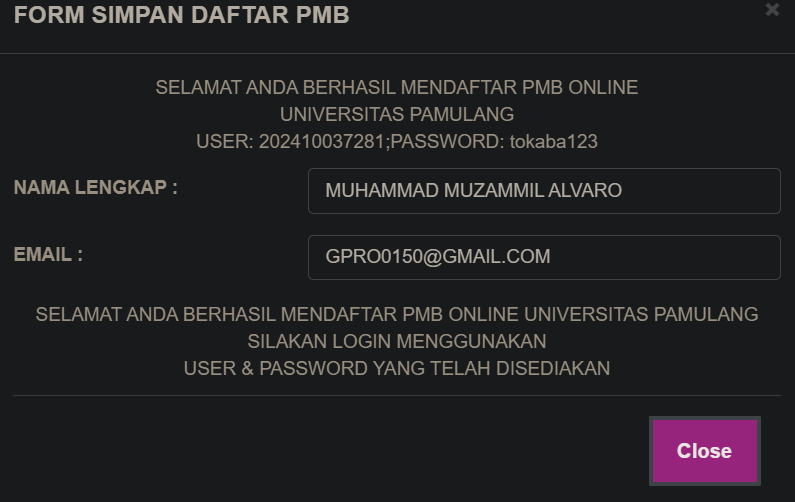 FORM SIMPAN DAFTAR PMB
×
SELAMAT ANDA BERHASIL MENDAFTAR PMB ONLINE
UNIVERSITAS PAMULANG
USER: 202410037281;PASSWORD: tokaba123
NAMA LENGKAP : MUHAMMAD MUZAMMIL ALVARO
EMAIL : GPRO0150@GMAIL.COM
SELAMAT ANDA BERHASIL MENDAFTAR PMB ONLINE UNIVERSITAS PAMULANG
SILAKAN LOGIN MENGGUNAKAN
USER & PASSWORD YANG TELAH DISEDIAKAN
Close